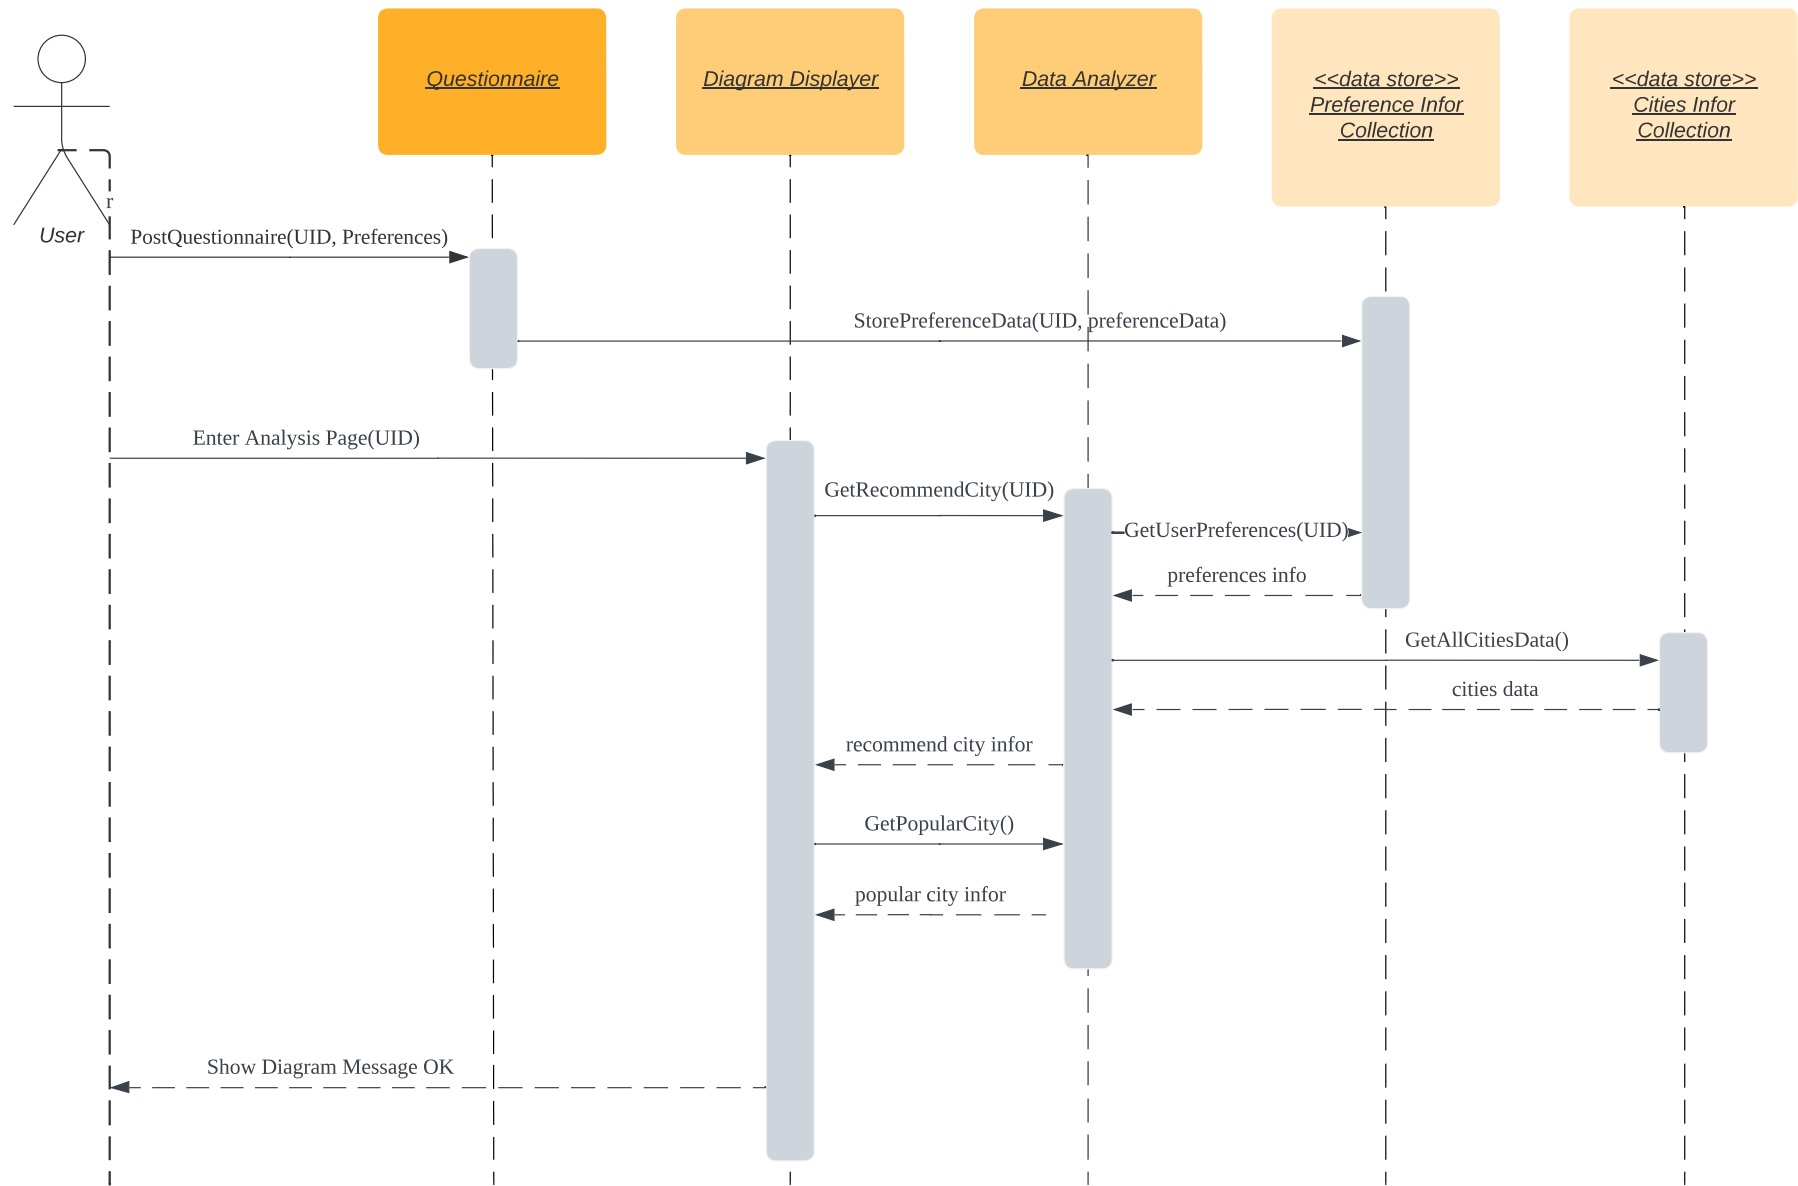 Questionnaire
Diagram Displayer
Data Analyzer
<<data store>>
Preference Infor
Collection
<<data store>>
Cities Infor
Collection
r
User
PostQuestionnaire(UID, Preferences)
StorePreferenceData(UID, preferenceData)
Enter Analysis Page(UID)
GetRecommendCity(UID)
GetUserPreferences(UID)
preferences info
GetAllCitiesData()
cities data
recommend city infor
GetPopularCity()
popular city infor
Show Diagram Message OK